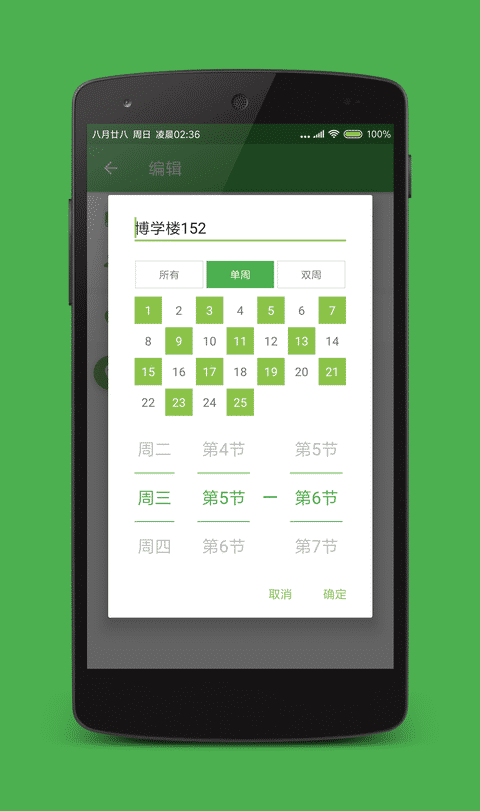 八月廿八 周日 凌晨02:36 100%
编辑
博学楼152
所有 单周 双周
1 2 3 4 5 6 7
8 9 10 11 12 13 14
15 16 17 18 19 20 21
22 23 24 25
周二 第4节 第5节
周三 第5节 — 第6节
周四 第6节 第7节
取消 确定